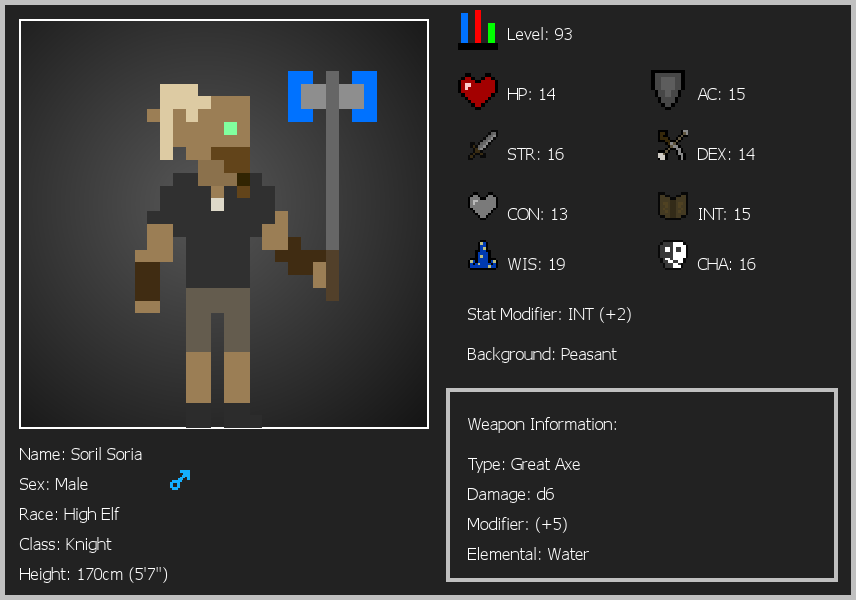 Level: 93
HP: 14
AC: 15
STR: 16
DEX: 14
CON: 13
INT: 15
WIS: 19
CHA: 16
Stat Modifier: INT (+2)
Background: Peasant
Weapon Information:
Type: Great Axe
Damage: d6
Modifier: (+5)
Elemental: Water
Name: Soril Soria
Sex: Male
Race: High Elf
Class: Knight
Height: 170cm (5'7")